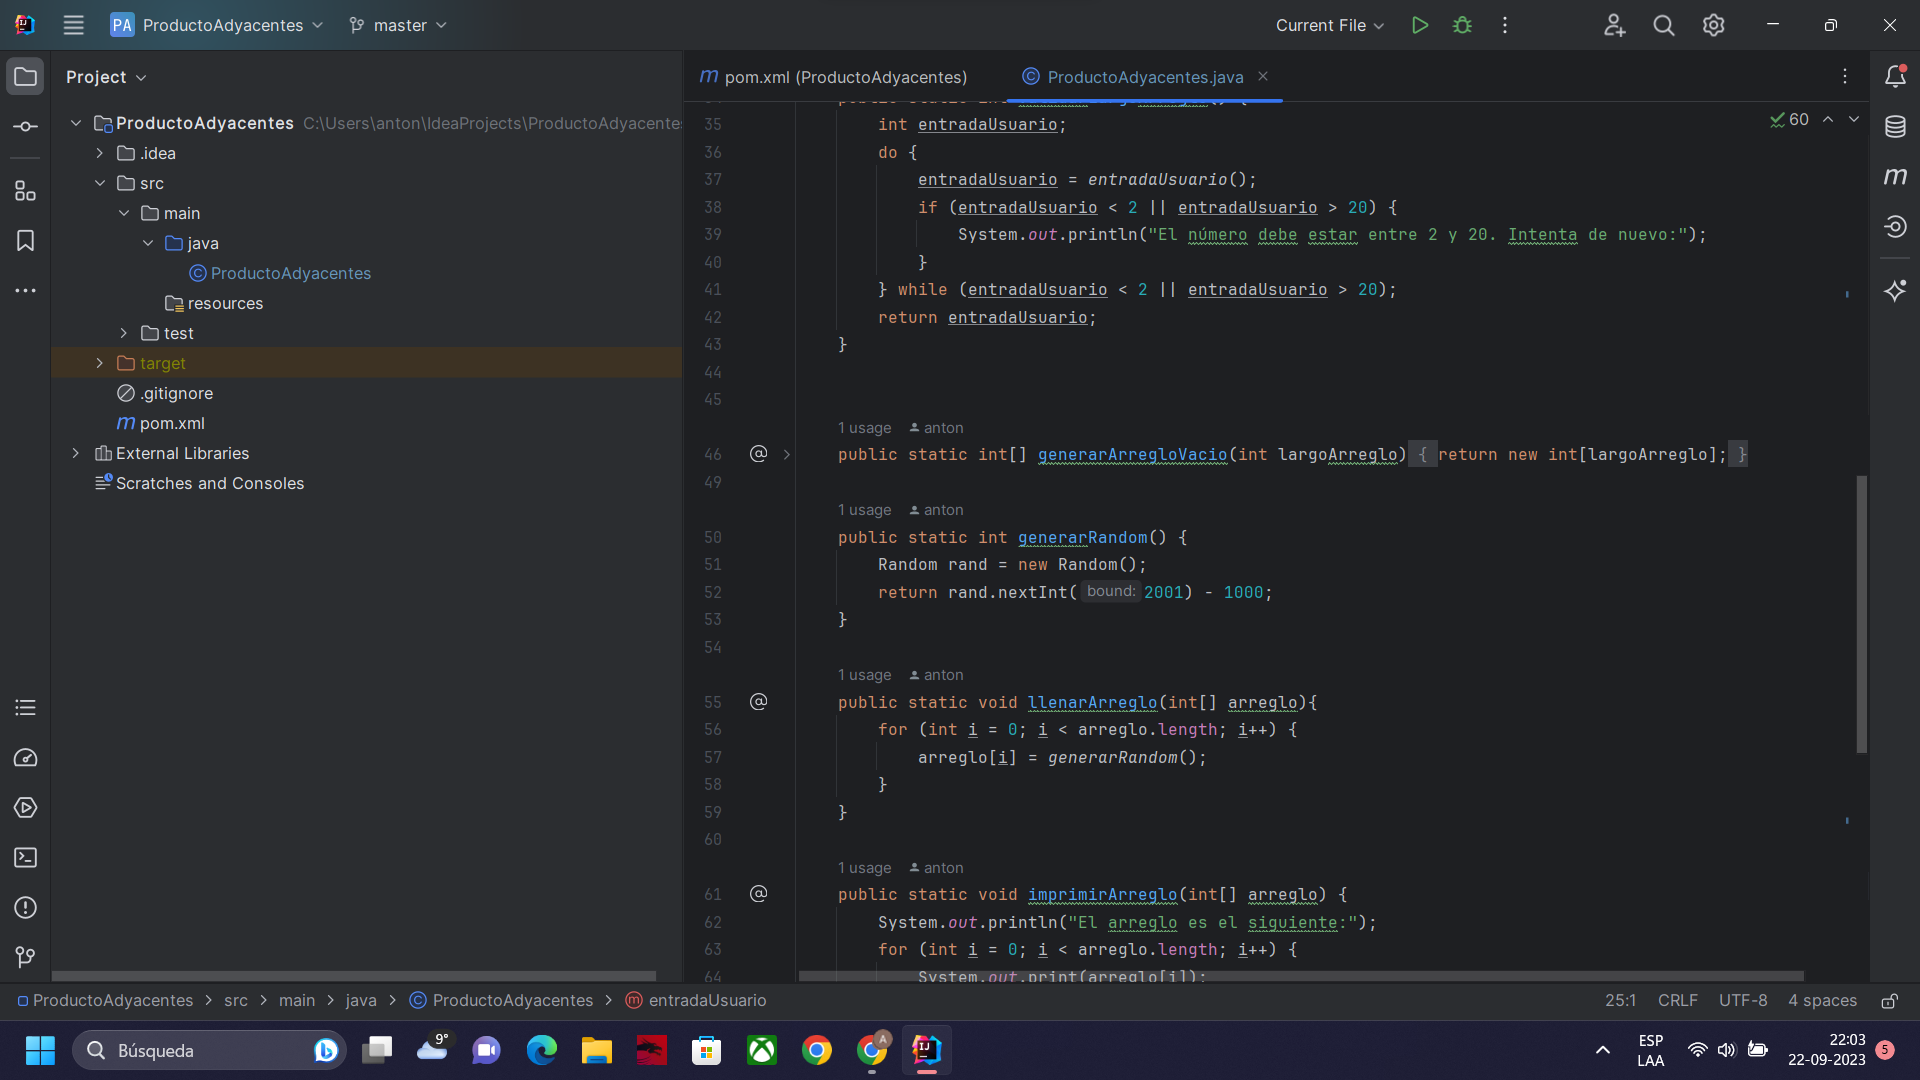 PA ProductoAdyacentes master Current File
Project
ProductoAdyacentes C:\Users\anton\IdeaProjects\ProductoAdyacente
.idea
src
main
java
ProductoAdyacentes
resources
test
target
.gitignore
pom.xml
External Libraries
Scratches and Consoles
pom.xml (ProductoAdyacentes) ProductoAdyacentes.java
60
35 int entradaUsuario;
36 do {
37 entradaUsuario = entradaUsuario();
38 if (entradaUsuario < 2 || entradaUsuario > 20) {
39 System.out.println("El número debe estar entre 2 y 20. Intenta de nuevo:");
40 }
41 } while (entradaUsuario < 2 || entradaUsuario > 20);
42 return entradaUsuario;
43 }
44
45
1 usage anton
46 public static int[] generarArregloVacio(int largoArreglo) { return new int[largoArreglo]; }
49
1 usage anton
50 public static int generarRandom() {
51 Random rand = new Random();
52 return rand.nextInt( bound: 2001) - 1000;
53 }
54
1 usage anton
55 public static void llenarArreglo(int[] arreglo){
56 for (int i = 0; i < arreglo.length; i++) {
57 arreglo[i] = generarRandom();
58 }
59 }
60
1 usage anton
61 public static void imprimirArreglo(int[] arreglo) {
62 System.out.println("El arreglo es el siguiente:");
63 for (int i = 0; i < arreglo.length; i++) {
64 System.out.print(arreglo[i]);
ProductoAdyacentes > src > main > java > ProductoAdyacentes > entradaUsuario
25:1 CRLF UTF-8 4 spaces
Búsqueda
9°
A
ESP
LAA
22:03
22-09-2023
5